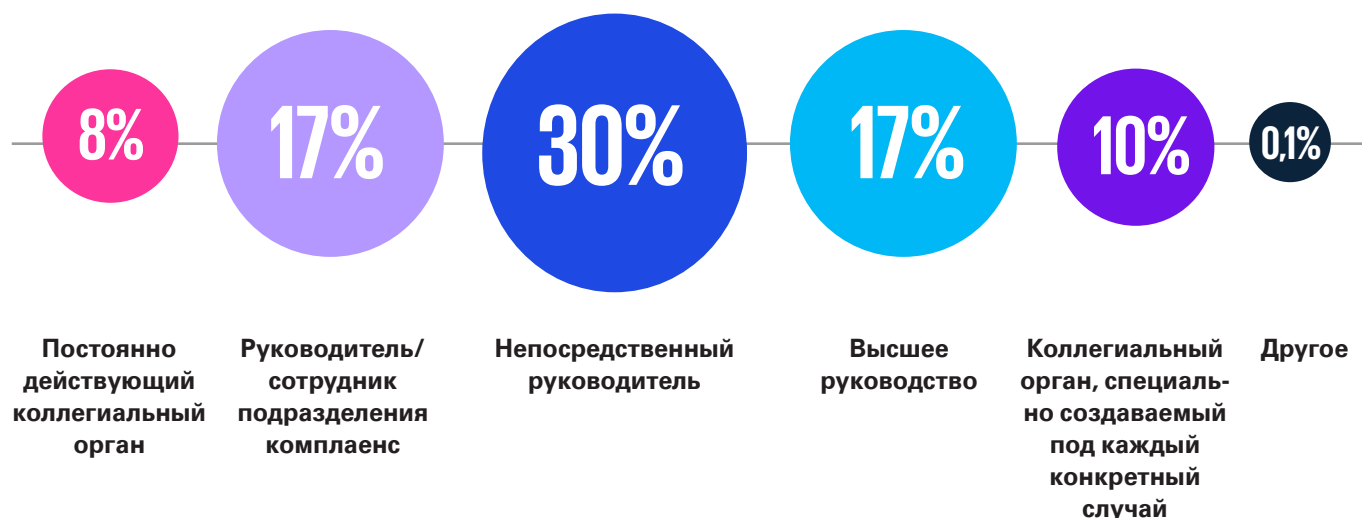 8%
17%
30%
17%
10%
0,1%
Постоянно
действующий
коллегиальный
орган
Руководитель/
сотрудник
подразделения
комплаенс
Непосредственный
руководитель
Высшее
руководство
Коллегиальный
орган, специаль-
но создаваемый
под каждый
конкретный
случай
Другое